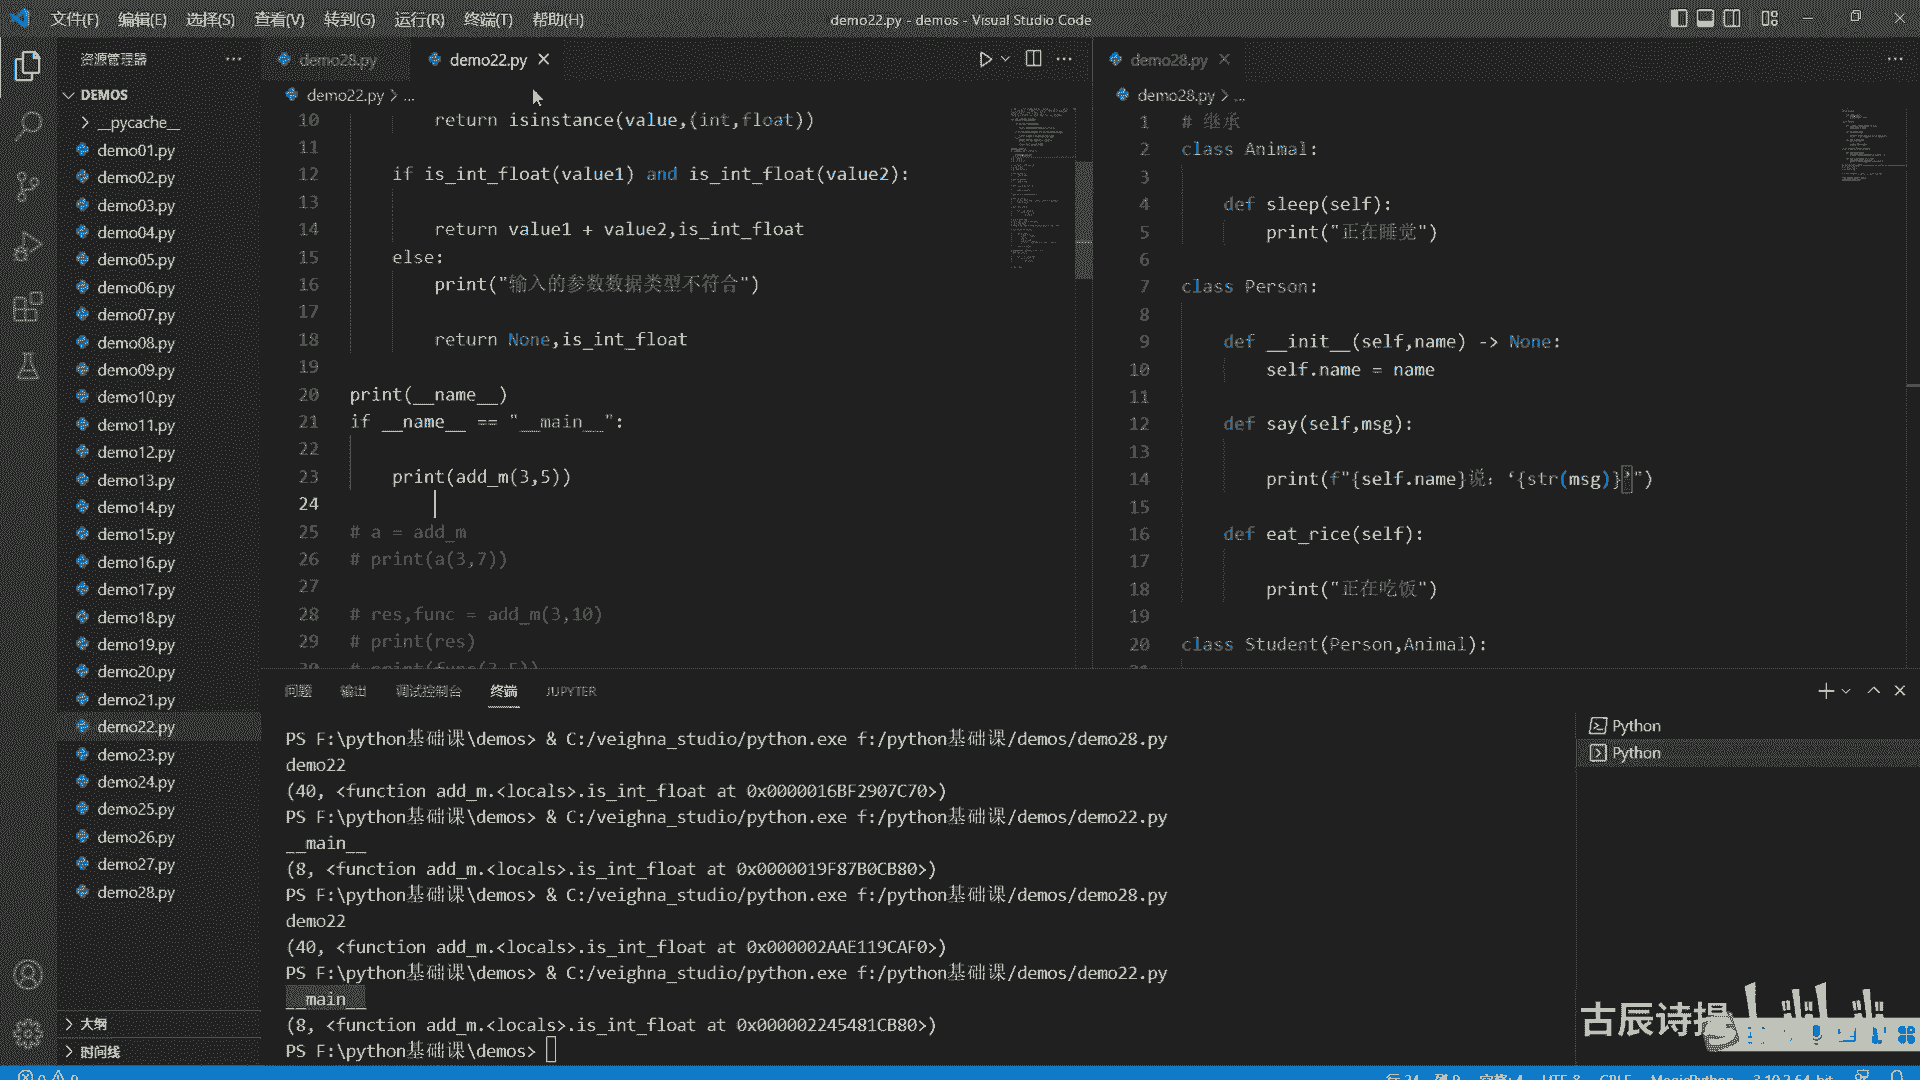 文件(F) 编辑(E) 选择(S) 查看(V) 转到(G) 运行(R) 终端(T) 帮助(H) demo22.py - demos - Visual Studio Code
资源管理器
DEMOS
__pycache__
demo01.py
demo02.py
demo03.py
demo04.py
demo05.py
demo06.py
demo07.py
demo08.py
demo09.py
demo10.py
demo11.py
demo12.py
demo13.py
demo14.py
demo15.py
demo16.py
demo17.py
demo18.py
demo19.py
demo20.py
demo21.py
demo22.py
demo23.py
demo24.py
demo25.py
demo26.py
demo27.py
demo28.py
大纲
时间线
demo28.py demo22.py
demo22.py > ...
10 return isinstance(value,(int,float))
11
12 if is_int_float(value1) and is_int_float(value2):
13
14 return value1 + value2,is_int_float
15 else:
16 print("输入的参数数据类型不符合")
17
18 return None,is_int_float
19
20 print(__name__)
21 if __name__ == "__main__":
22
23 print(add_m(3,5))
24
25 # a = add_m
26 # print(a(3,7))
27
28 # res,func = add_m(3,10)
29 # print(res)
30 # print(func(3,5))
demo28.py
demo28.py > ...
1 # 继承
2 class Animal:
3
4 def sleep(self):
5 print("正在睡觉")
6
7 class Person:
8
9 def __init__(self,name) -> None:
10 self.name = name
11
12 def say(self,msg):
13
14 print(f"{self.name}说：‘{str(msg)}’")
15
16 def eat_rice(self):
17
18 print("正在吃饭")
19
20 class Student(Person,Animal):
问题 输出 调试控制台 终端 JUPYTER
PS F:\python基础课\demos> & C:/veighna_studio/python.exe f:/python基础课/demos/demo28.py
demo22
(40, <function add_m.<locals>.is_int_float at 0x0000016BF2907C70>)
PS F:\python基础课\demos> & C:/veighna_studio/python.exe f:/python基础课/demos/demo22.py
__main__
(8, <function add_m.<locals>.is_int_float at 0x0000019F87B0CB80>)
PS F:\python基础课\demos> & C:/veighna_studio/python.exe f:/python基础课/demos/demo28.py
demo22
(40, <function add_m.<locals>.is_int_float at 0x000002AAE119CAF0>)
PS F:\python基础课\demos> & C:/veighna_studio/python.exe f:/python基础课/demos/demo22.py
__main__
(8, <function add_m.<locals>.is_int_float at 0x000002245481CB80>)
PS F:\python基础课\demos>
Python
Python
古辰诗提
行 24 列 9 空格: 4 UTF-8 CRLF MagicPython 3.10.2 64-bit